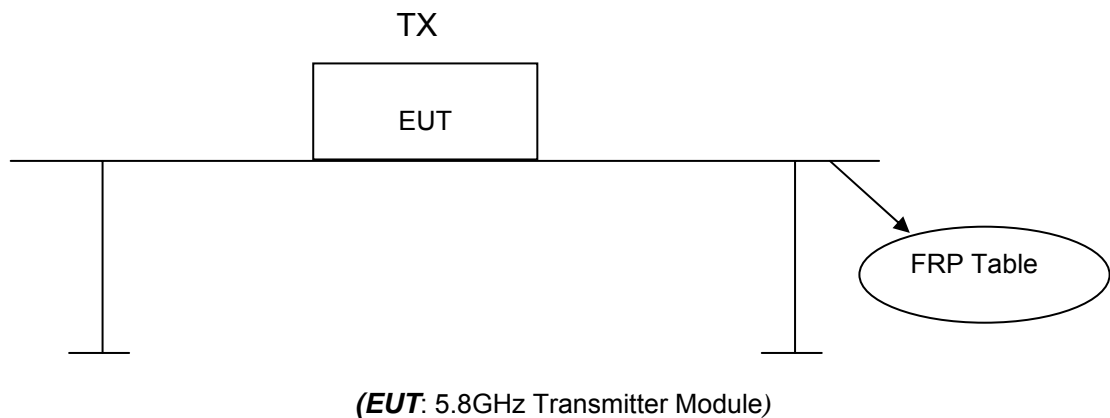 TX
EUT
FRP Table
(EUT: 5.8GHz Transmitter Module)